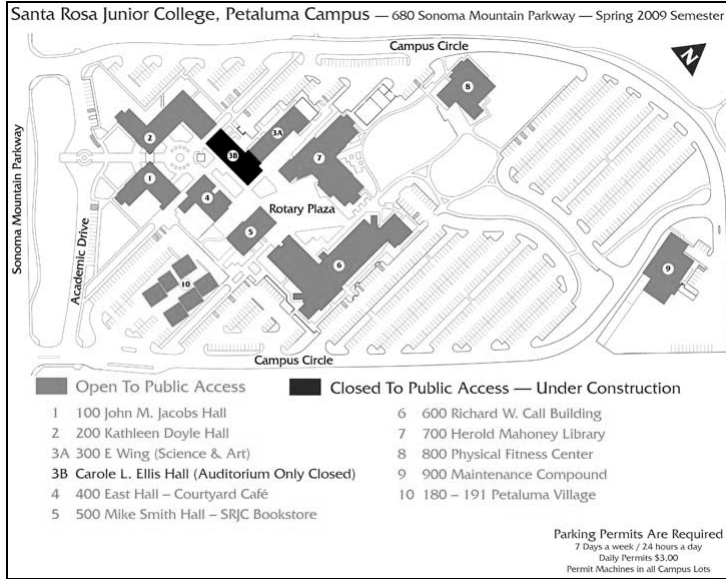 Santa Rosa Junior College, Petaluma Campus — 680 Sonoma Mountain Parkway — Spring 2009 Semester
Campus Circle
N
8
2
3A
3B
7
1
4
Rotary Plaza
5
6
9
10
Sonoma Mountain Parkway
Academic Drive
Campus Circle
Open To Public Access
Closed To Public Access — Under Construction
1 100 John M. Jacobs Hall
2 200 Kathleen Doyle Hall
3A 300 E Wing (Science & Art)
3B Carole L. Ellis Hall (Auditorium Only Closed)
4 400 East Hall – Courtyard Café
5 500 Mike Smith Hall – SRJC Bookstore
6 600 Richard W. Call Building
7 700 Herold Mahoney Library
8 800 Physical Fitness Center
9 900 Maintenance Compound
10 180 – 191 Petaluma Village
Parking Permits Are Required
7 Days a week / 24 hours a day
Daily Permits $3.00
Permit Machines in all Campus Lots